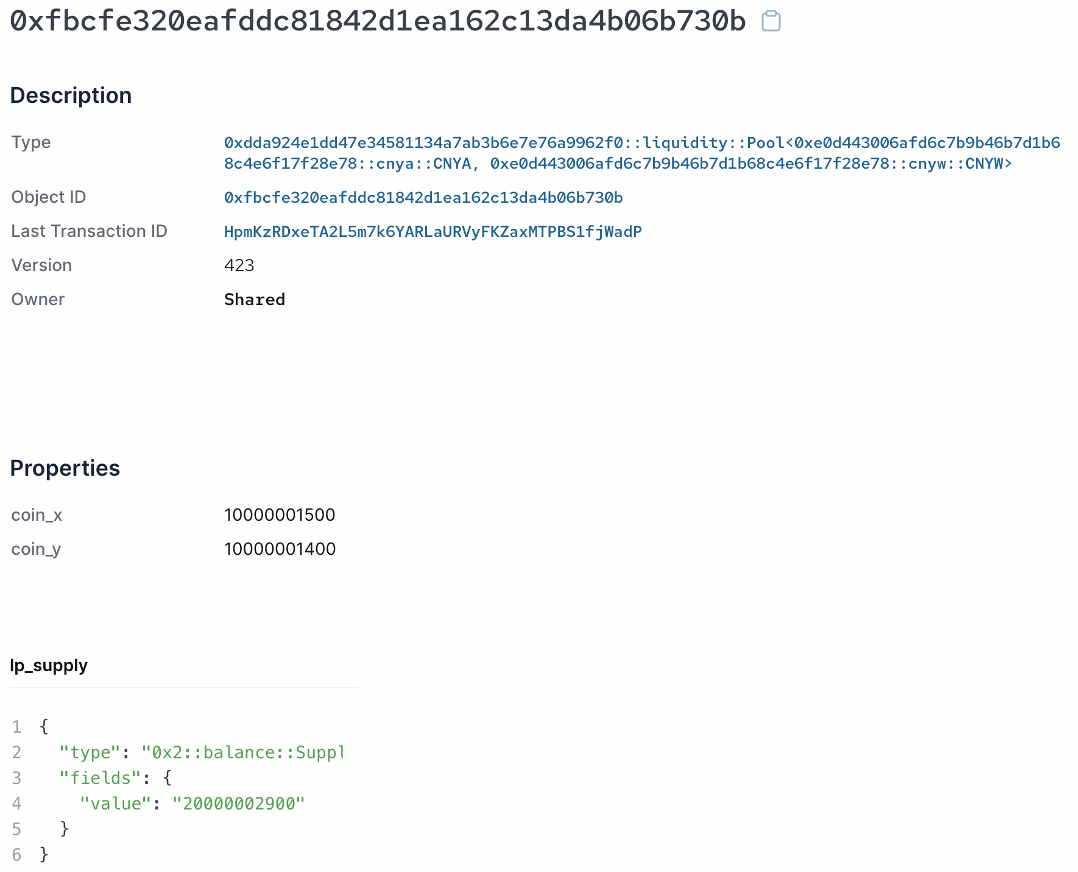 0xfbcfe320eafddc81842d1ea162c13da4b06b730b
Description
Type
0xdda924e1dd47e34581134a7ab3b6e7e76a9962f0::liquidity::Pool<0xe0d443006afd6c7b9b46b7d1b6
8c4e6f17f28e78::cnya::CNYA, 0xe0d443006afd6c7b9b46b7d1b68c4e6f17f28e78::cnyw::CNYW>
Object ID
0xfbcfe320eafddc81842d1ea162c13da4b06b730b
Last Transaction ID
HpmKzRDxeTA2L5m7k6YARLaURVyFKZaxMTPBS1fjWadP
Version
423
Owner
Shared
Properties
coin_x
10000001500
coin_y
10000001400
lp_supply
1 {
2 "type": "0x2::balance::Suppl
3 "fields": {
4 "value": "20000002900"
5 }
6 }